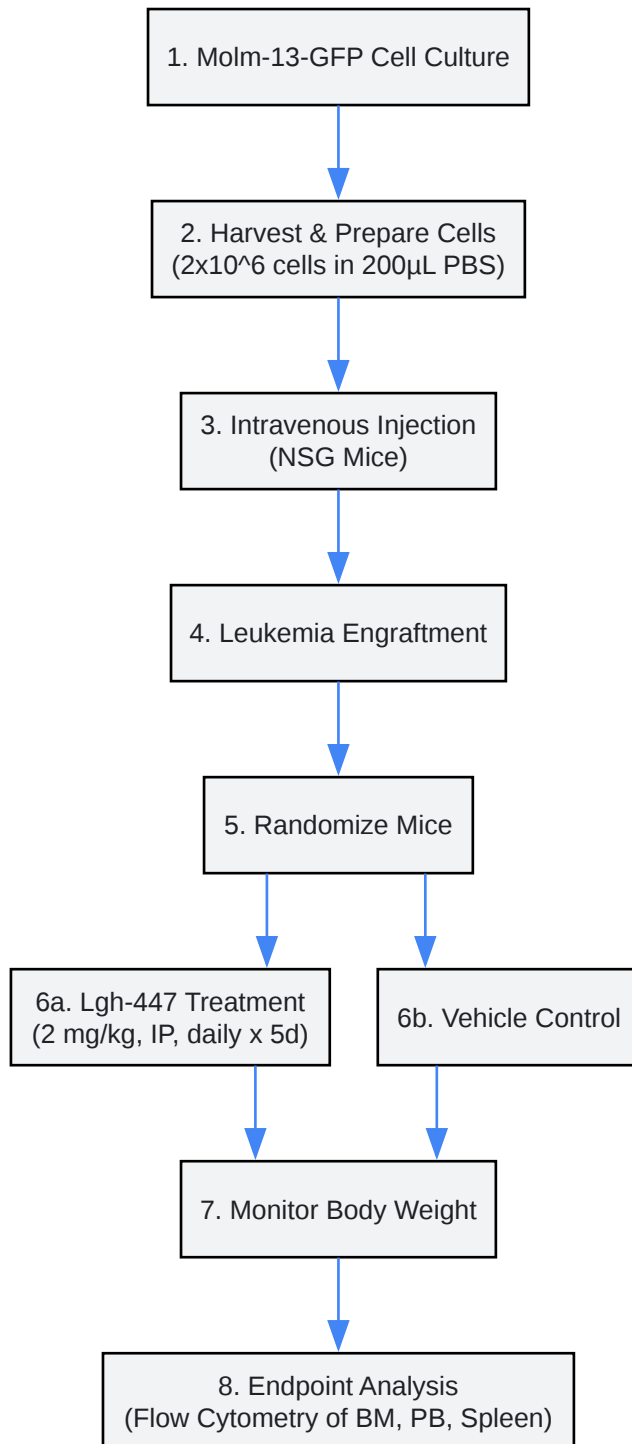 1. Molm-13-GFP Cell Culture
2. Harvest & Prepare Cells
(2x10^6 cells in 200µL PBS)
3. Intravenous Injection
(NSG Mice)
4. Leukemia Engraftment
5. Randomize Mice
6a. Lgh-447 Treatment
(2 mg/kg, IP, daily x 5d)
6b. Vehicle Control
7. Monitor Body Weight
8. Endpoint Analysis
(Flow Cytometry of BM, PB, Spleen)